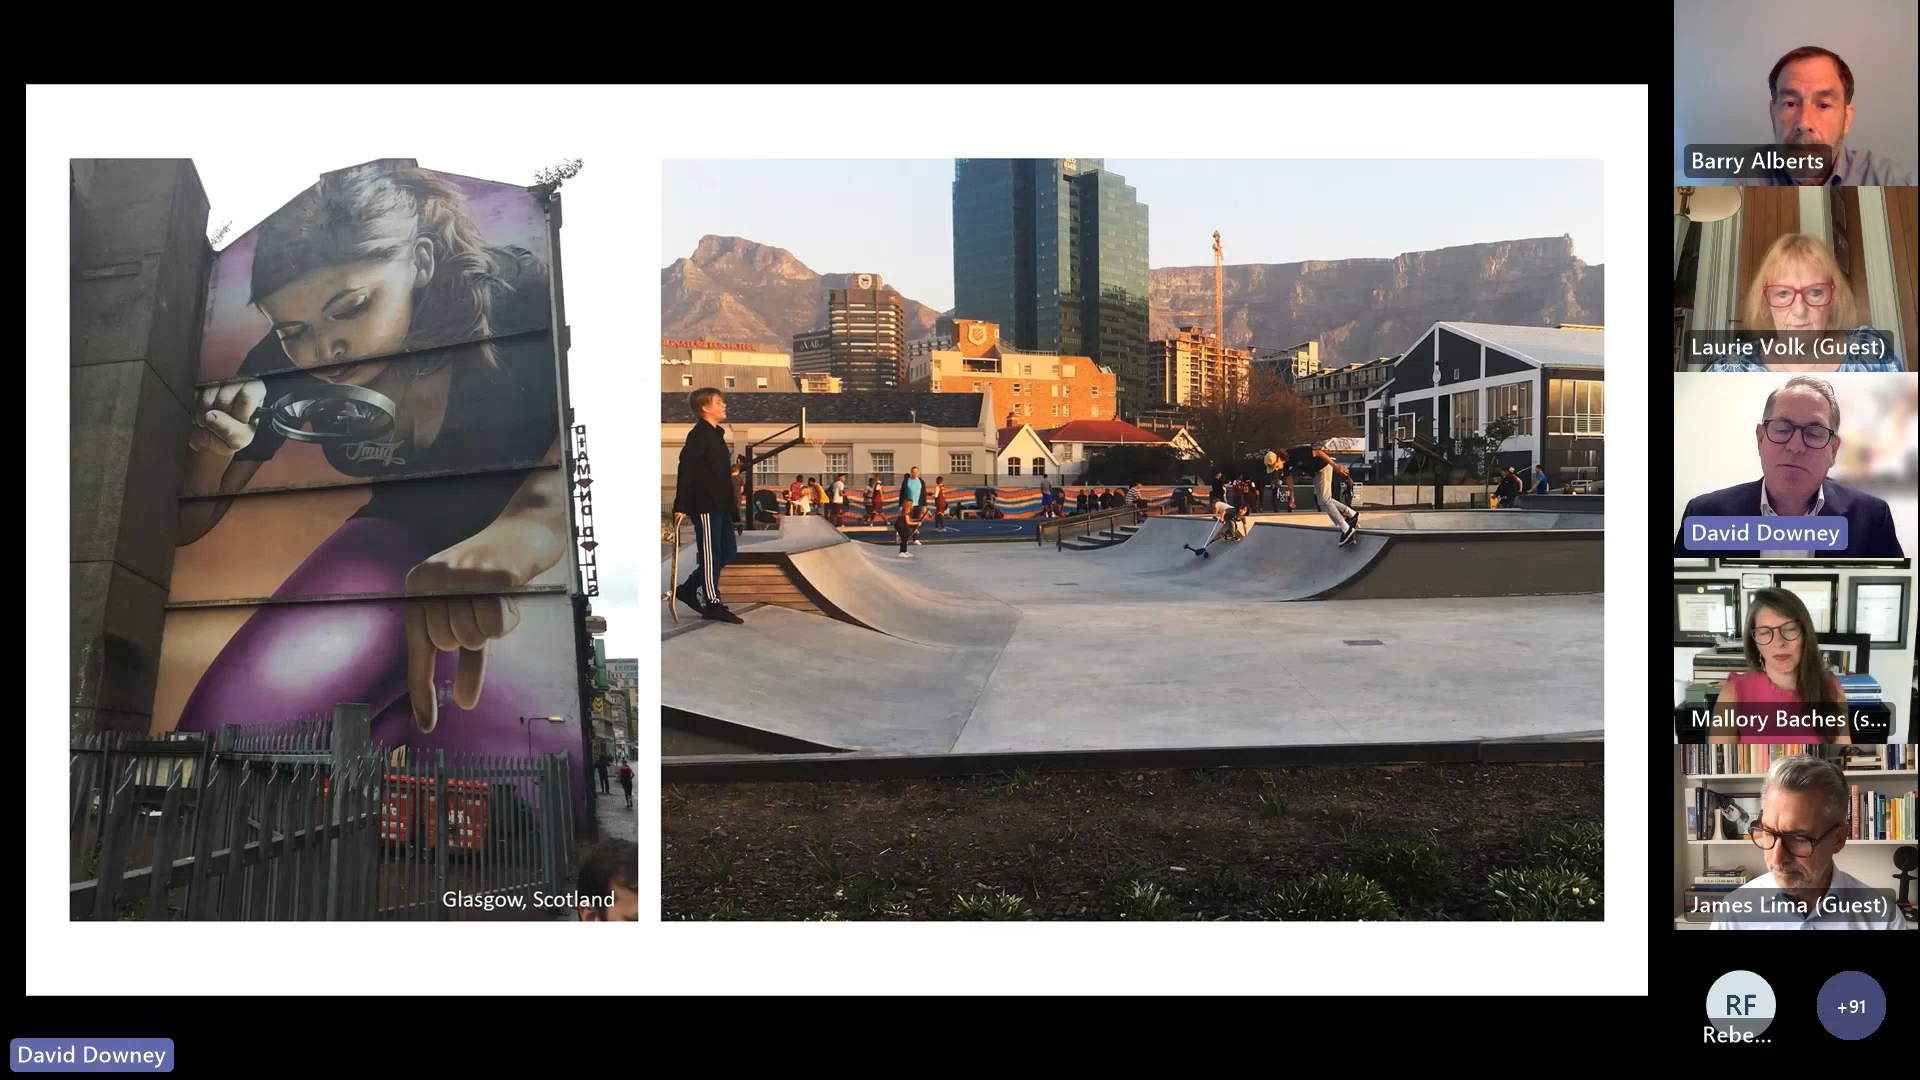 Glasgow, Scotland
Barry Alberts
Laurie Volk (Guest)
David Downey
Mallory Baches (s...
James Lima (Guest)
RF
Rebe...
+91
David Downey